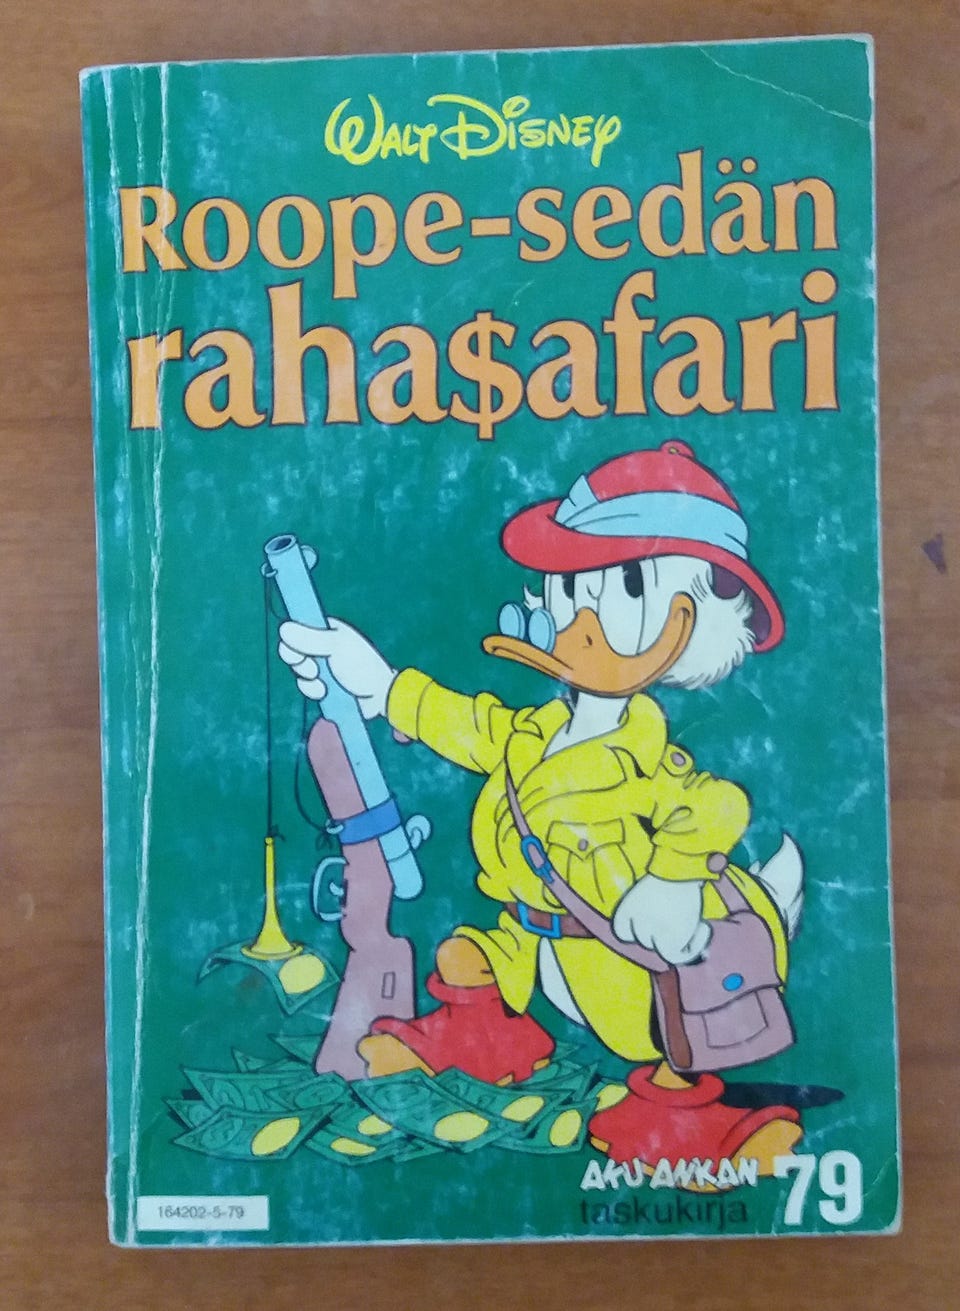 WALT DISNEY
Roope-sedän
raha$afari
AKU ANKAN
taskukirja
79
164202-5-79